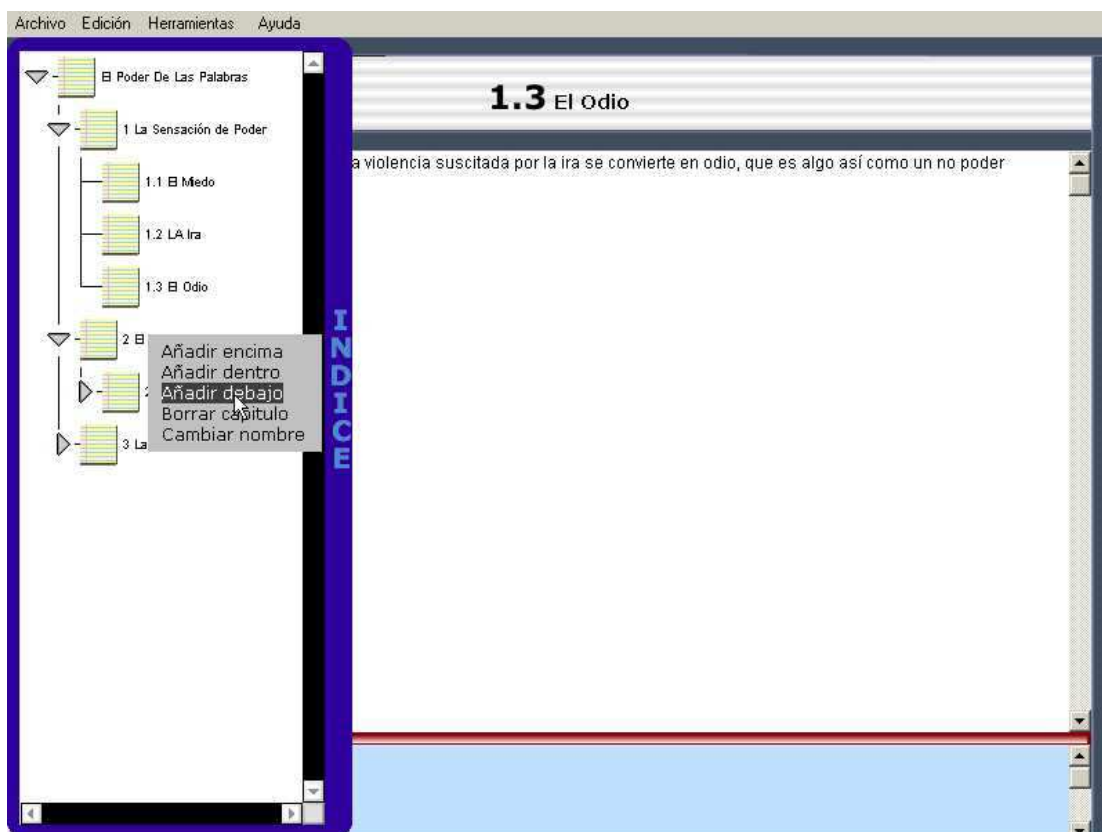 Archivo Edición Herramientas Ayuda
El Poder De Las Palabras
1 La Sensación de Poder
1.1 El Miedo
1.2 LA Ira
1.3 El Odio
2 El
2
3 La
Añadir encima
Añadir dentro
Añadir debajo
Borrar capitulo
Cambiar nombre
INDICE
1.3 El Odio
a violencia suscitada por la ira se convierte en odio, que es algo así como un no poder